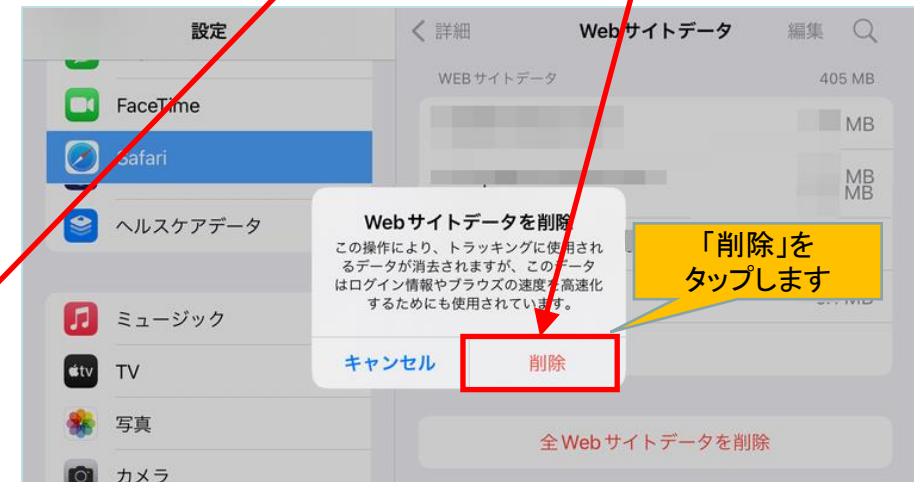 設定
FaceTime
Safari
ヘルスケアデータ
ミュージック
tv
TV
写真
カメラ
詳細
Webサイトデータ
編集
WEBサイトデータ
405 MB
MB
MB
MB
MB
全Webサイトデータを削除
Webサイトデータを削除
この操作により、トラッキングに使用され
るデータが消去されますが、このデータ
はログイン情報やブラウズの速度を高速化
するためにも使用されています。
キャンセル
削除
「削除」を
タップします